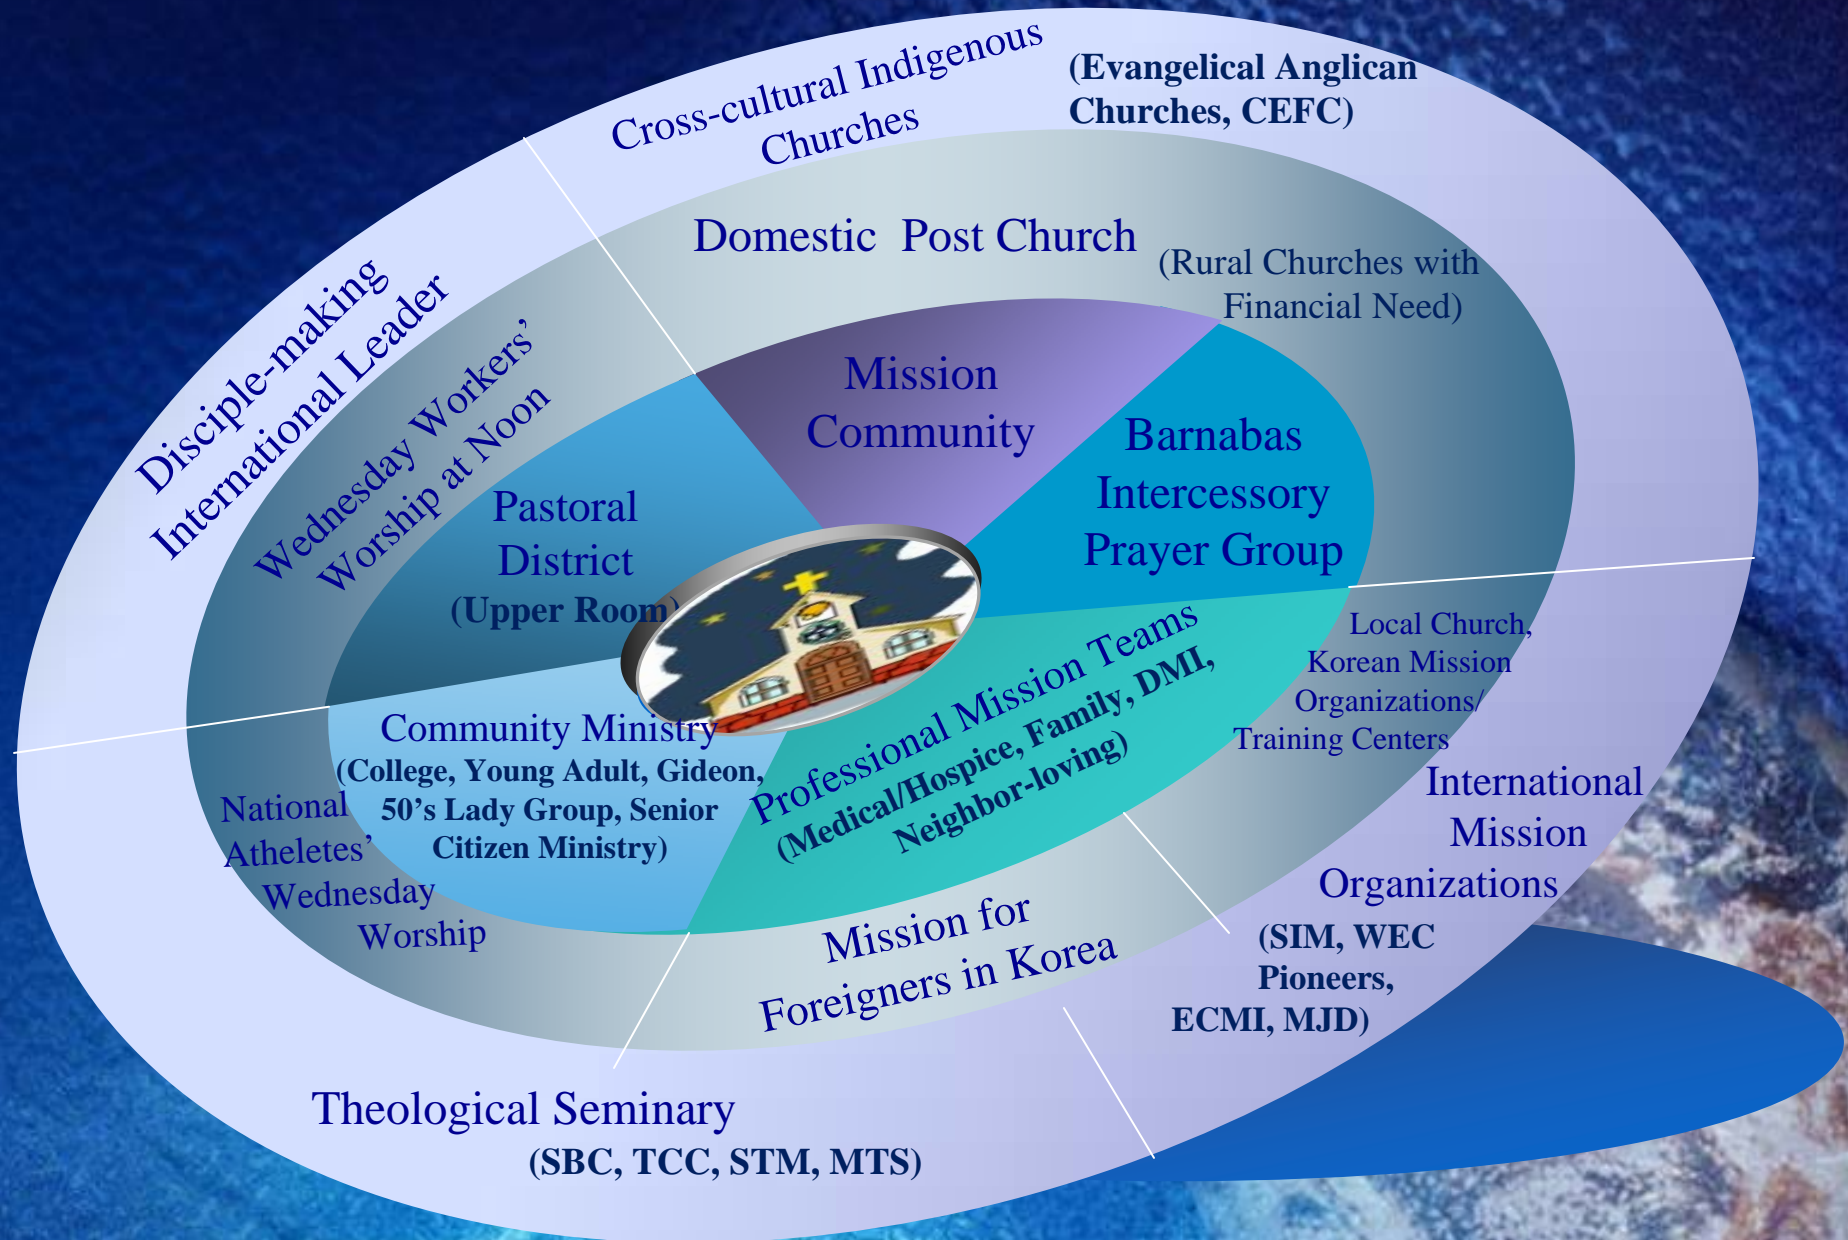 Cross-cultural Indigenous
Churches
(Evangelical Anglican
Churches, CEFC)
Disciple-making
International Leader
Domestic Post Church
(Rural Churches with
Financial Need)
Wednesday Workers’
Worship at Noon
Mission
Community
Barnabas
Intercessory
Prayer Group
Pastoral
District
(Upper Room)
Community Ministry
(College, Young Adult, Gideon,
50’s Lady Group, Senior
Citizen Ministry)
Professional Mission Teams
(Medical/Hospice, Family, DMI,
Neighbor-loving)
Local Church,
Korean Mission
Organizations/
Training Centers
National
Atheletes’
Wednesday
Worship
Mission for
Foreigners in Korea
International
Mission
Organizations
(SIM, WEC
Pioneers,
ECMI, MJD)
Theological Seminary
(SBC, TCC, STM, MTS)